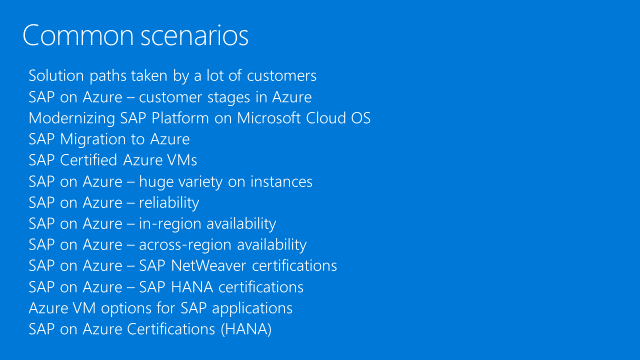 Common scenarios
Solution paths taken by a lot of customers
SAP on Azure – customer stages in Azure
Modernizing SAP Platform on Microsoft Cloud OS
SAP Migration to Azure
SAP Certified Azure VMs
SAP on Azure – huge variety on instances
SAP on Azure – reliability
SAP on Azure – in-region availability
SAP on Azure – across-region availability
SAP on Azure – SAP NetWeaver certifications
SAP on Azure – SAP HANA certifications
Azure VM options for SAP applications
SAP on Azure Certifications (HANA)